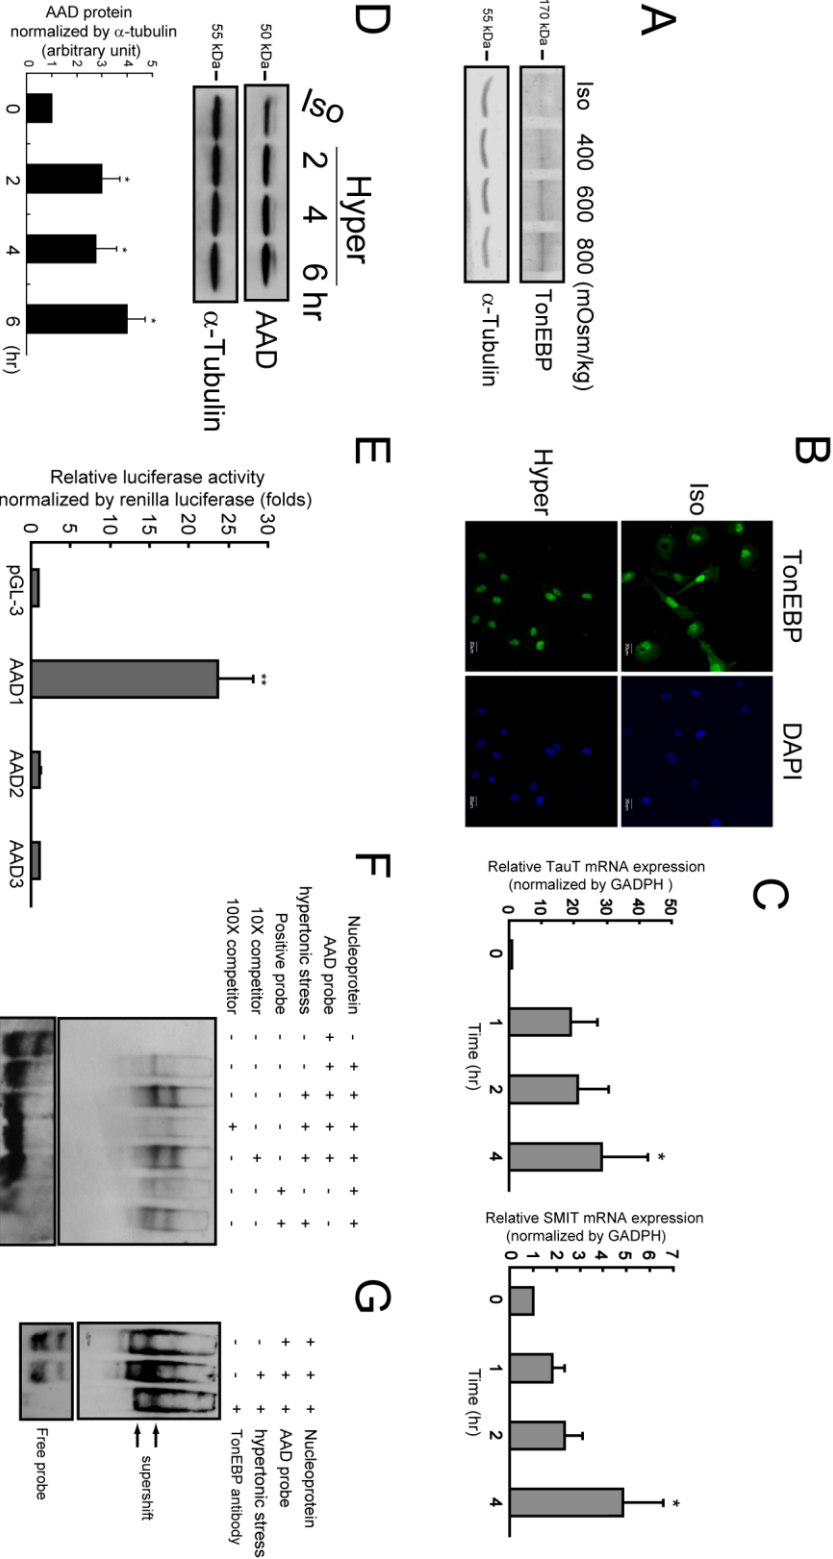 A
Iso 400 600 800 (mOsm/kg)
170 kDa
TonEBP
55 kDa
α-Tubulin
B
TonEBP DAPI
Iso
Hyper
C
Relative TauT mRNA expression
(normalized by GADPH )
50
40
30
20
10
0
0 1 2 4
*
Time (hr)
Relative SMIT mRNA expression
(normalized by GADPH)
7
6
5
4
3
2
1
0
0 1 2 4
*
Time (hr)
D
Hyper
Iso 2 4 6 hr
50 kDa
AAD
55 kDa
α-Tubulin
AAD protein
normalized by α-tubulin
(arbitrary unit)
5
4
3
2
1
0
* * *
0 2 4 6 (hr)
E
Relative luciferase activity
normalized by renilla luciferase (folds)
30
25
20
15
10
5
0
**
pGL-3 AAD1 AAD2 AAD3
F
Nucleoprotein - + + + + + +
AAD probe + + + + + - -
hypertonic stress - - + + + - +
Positive probe - - - - - + +
10X competitor - - - - + - -
100X competitor - - - + - - -
G
+ + + Nucleoprotein
+ + + AAD probe
- + + hypertonic stress
- - + TonEBP antibody
supershift
Free probe